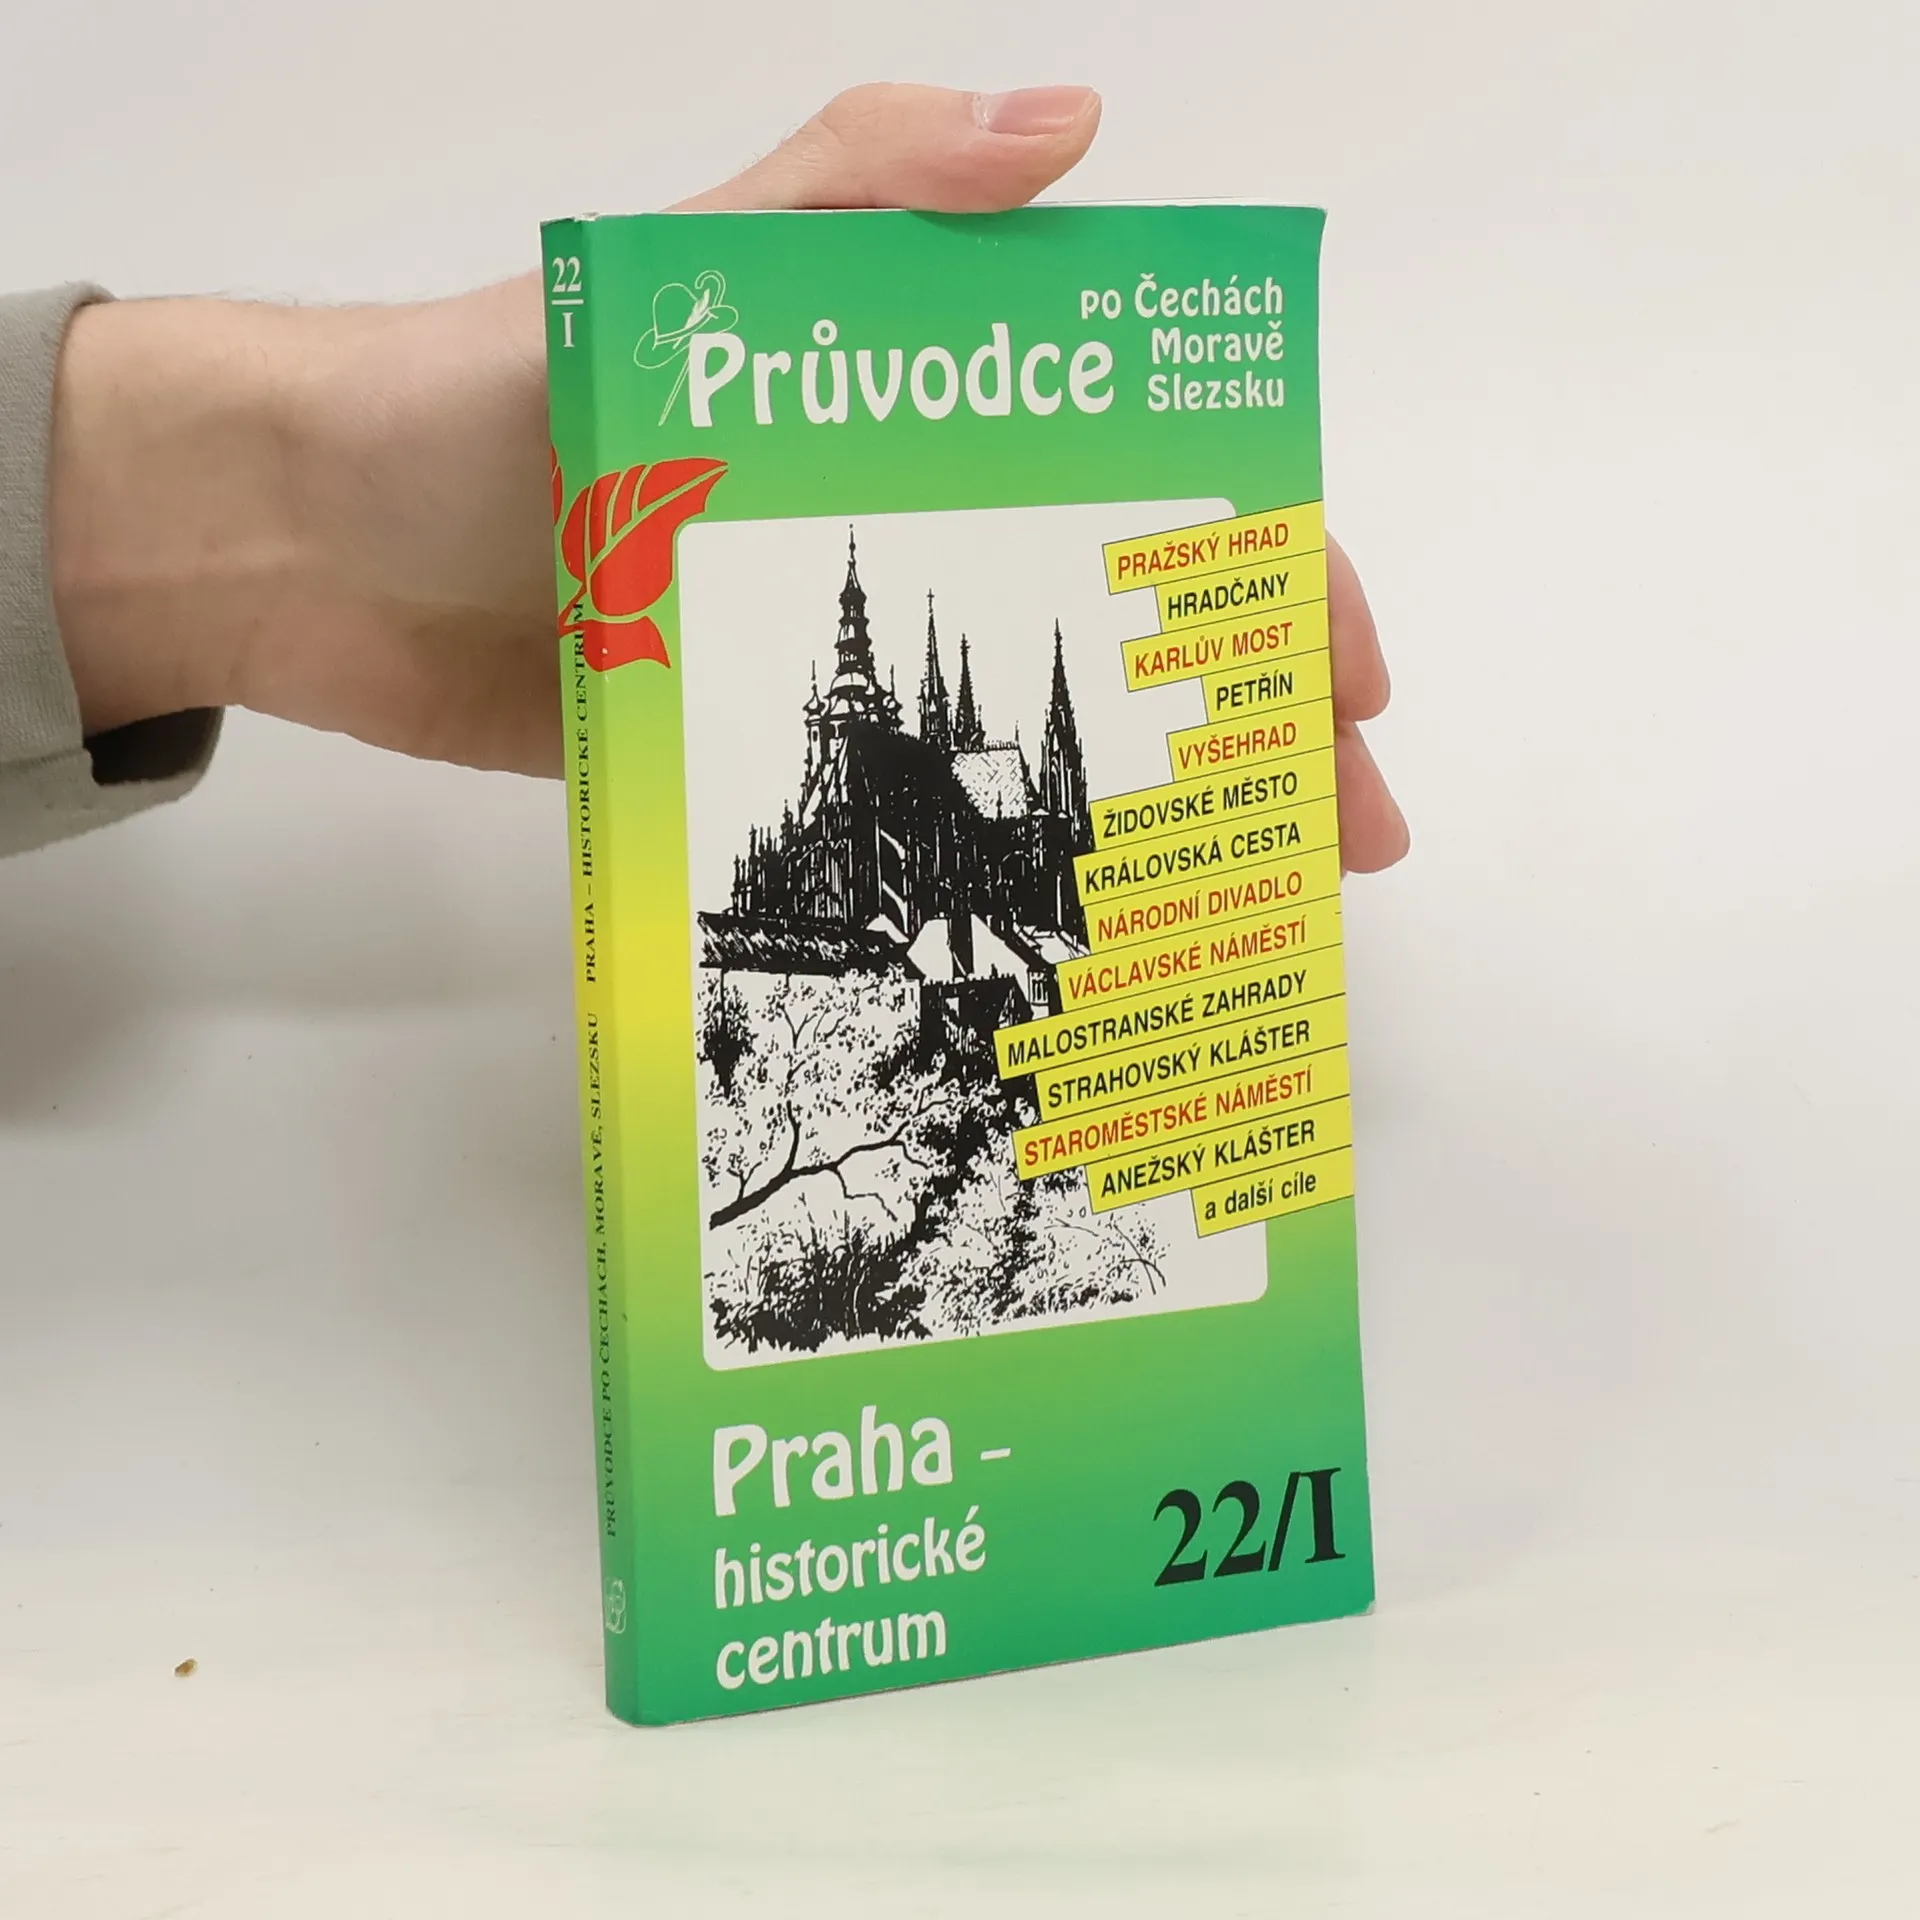 22
I
PRŮVODCE PO ČECHÁCH, MORAVĚ, SLEZSKU PRAHA – HISTORICKÉ CENTRUM
po Čechách
Moravě
Slezsku
Průvodce
PRAŽSKÝ HRAD
HRADČANY
KARLŮV MOST
PETŘÍN
VYŠEHRAD
ŽIDOVSKÉ MĚSTO
KRÁLOVSKÁ CESTA
NÁRODNÍ DIVADLO
VÁCLAVSKÉ NÁMĚSTÍ
MALOSTRANSKÉ ZAHRADY
STRAHOVSKÝ KLÁŠTER
STAROMĚSTSKÉ NÁMĚSTÍ
ANEŽSKÝ KLÁŠTER
a další cíle
Praha –
historické
centrum
22/I